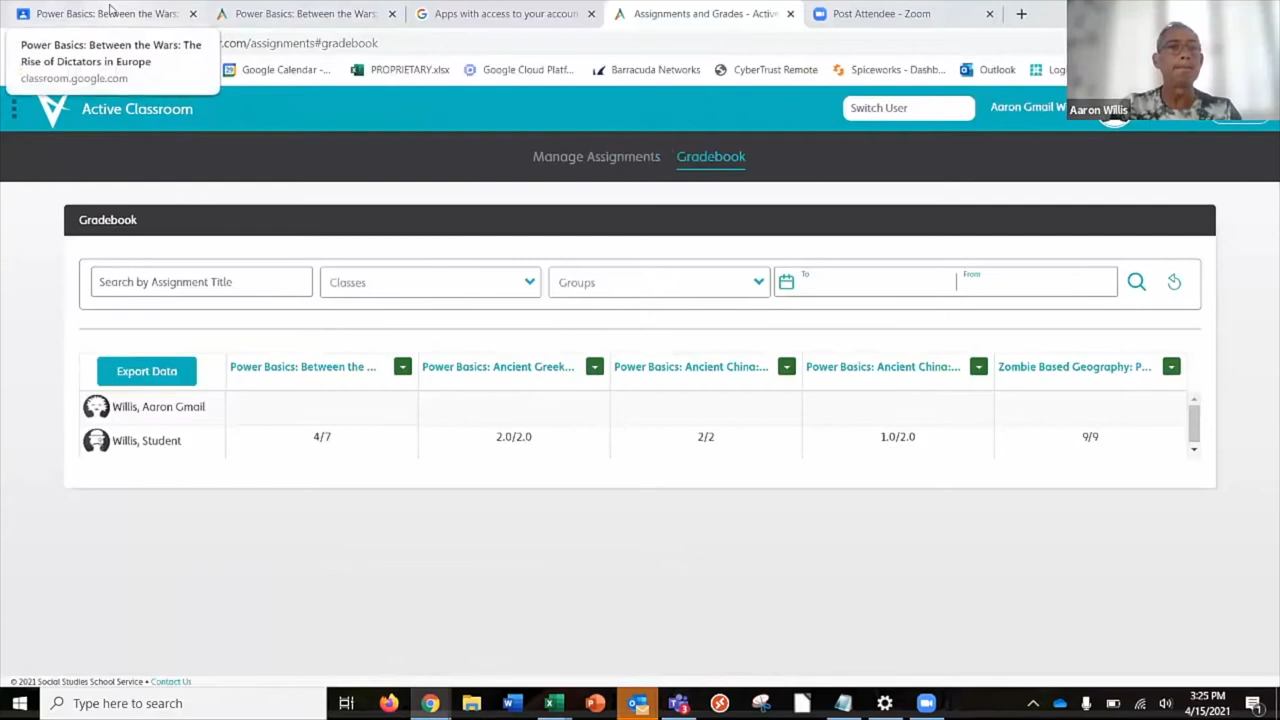 Power Basics: Between the Wars:
Power Basics: Between the Wars:
Apps with access to your accoun
Assignments and Grades - Active
Post Attendee - Zoom
Power Basics: Between the Wars: The
Rise of Dictators in Europe
classroom.google.com
.com/assignments#gradebook
Google Calendar -...
PROPRIETARY.xlsx
Google Cloud Platf...
Barracuda Networks
CyberTrust Remote
Spiceworks - Dashb...
Outlook
Aaron Willis
Active Classroom
Switch User
Aaron Gmail W
Manage Assignments
Gradebook
Gradebook
Search by Assignment Title
Classes
Groups
To
From
Export Data
Power Basics: Between the ...
Power Basics: Ancient Greek...
Power Basics: Ancient China:...
Power Basics: Ancient China:...
Zombie Based Geography: P...
Willis, Aaron Gmail
Willis, Student
4/7
2.0/2.0
2/2
1.0/2.0
9/9
© 2021 Social Studies School Service • Contact Us
Type here to search
3:25 PM
4/15/2021